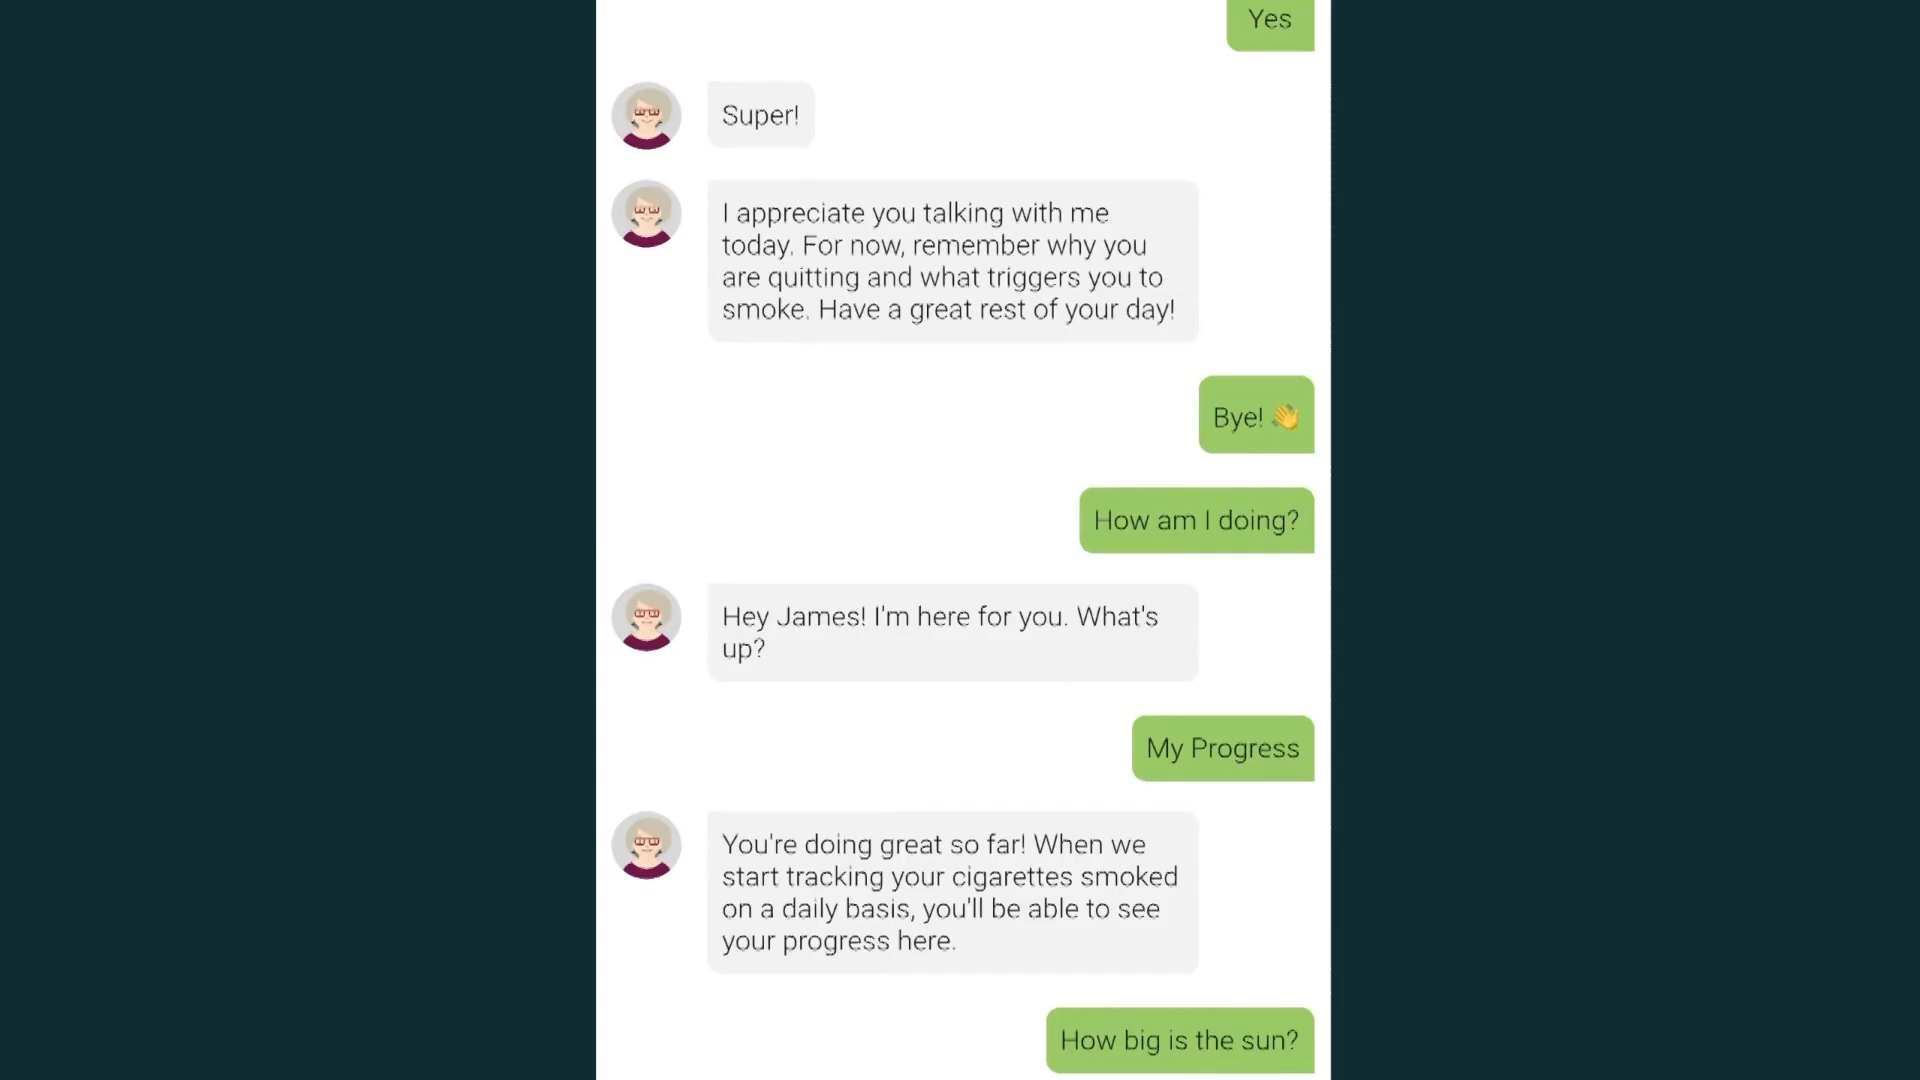 Yes
Super!
I appreciate you talking with me
today. For now, remember why you
are quitting and what triggers you to
smoke. Have a great rest of your day!
Bye! 👋
How am I doing?
Hey James! I'm here for you. What's
up?
My Progress
You're doing great so far! When we
start tracking your cigarettes smoked
on a daily basis, you'll be able to see
your progress here.
How big is the sun?